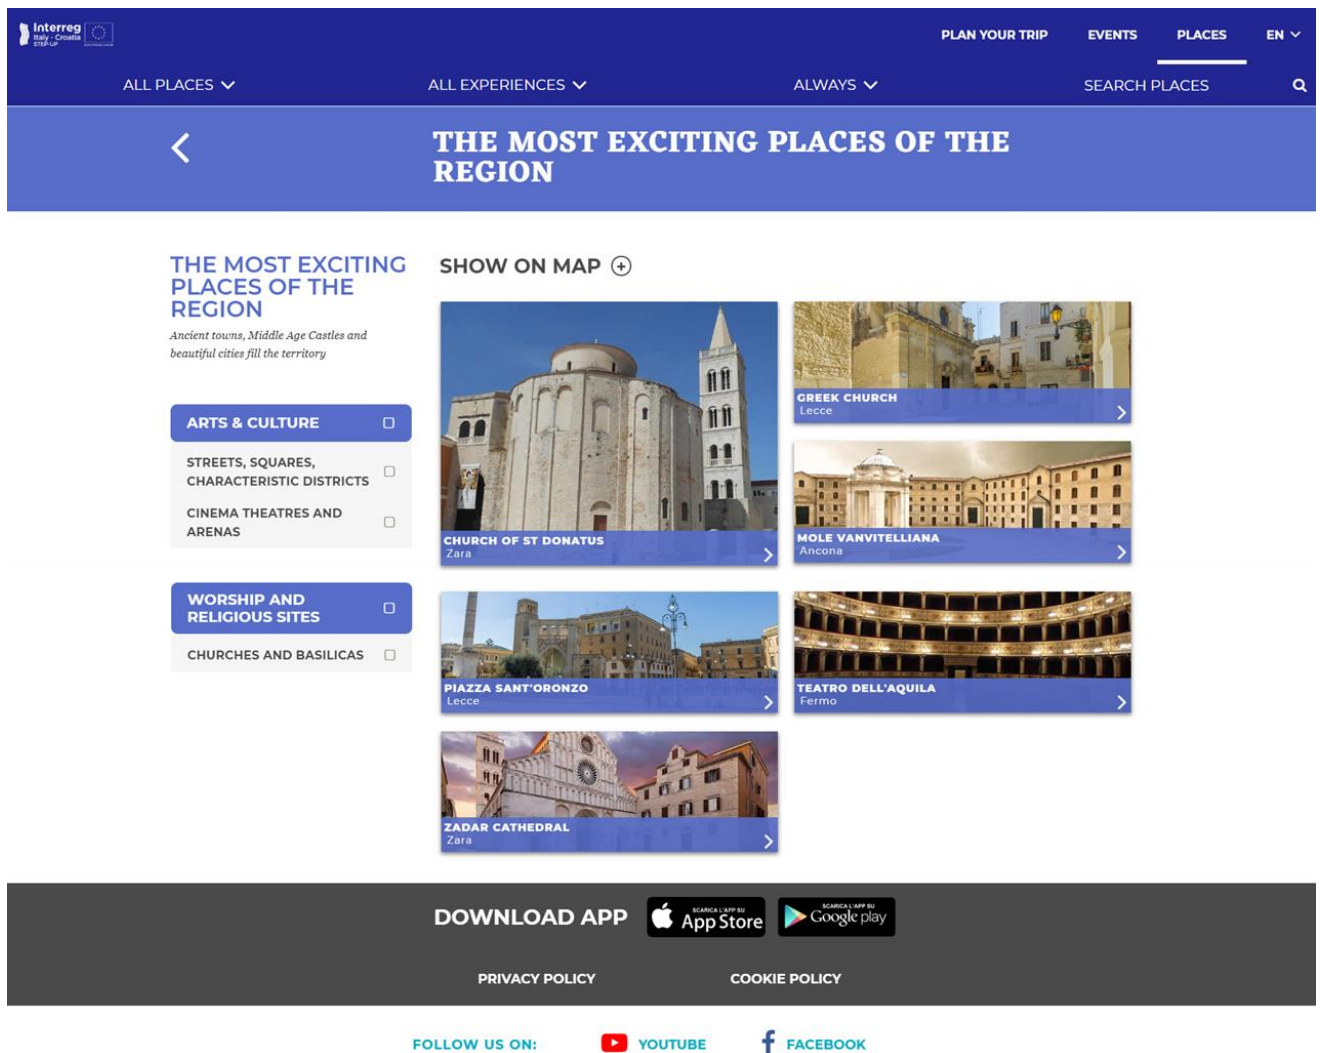 Interreg
Italy - Croatia
STEP-UP
PLAN YOUR TRIP
EVENTS
PLACES
EN
ALL PLACES
ALL EXPERIENCES
ALWAYS
SEARCH PLACES
THE MOST EXCITING PLACES OF THE
REGION
THE MOST EXCITING
PLACES OF THE
REGION
Ancient towns, Middle Age Castles and
beautiful cities fill the territory
ARTS & CULTURE
STREETS, SQUARES,
CHARACTERISTIC DISTRICTS
CINEMA THEATRES AND
ARENAS
WORSHIP AND
RELIGIOUS SITES
CHURCHES AND BASILICAS
SHOW ON MAP
CHURCH OF ST DONATUS
Zara
GREEK CHURCH
Lecce
MOLE VANVITELLIANA
Ancona
PIAZZA SANT'ORONZO
Lecce
TEATRO DELL'AQUILA
Fermo
ZADAR CATHEDRAL
Zara
DOWNLOAD APP
SCARICA L'APP SU
App Store
SCARICA L'APP SU
Google play
PRIVACY POLICY
COOKIE POLICY
FOLLOW US ON:
YOUTUBE
FACEBOOK